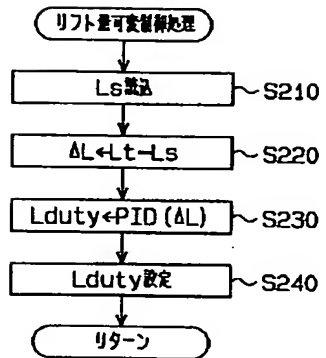 リフト量可変制御処理
Ls読込
S210
ΔL←Lt−Ls
S220
Lduty←PID(ΔL)
S230
Lduty設定
S240
リターン